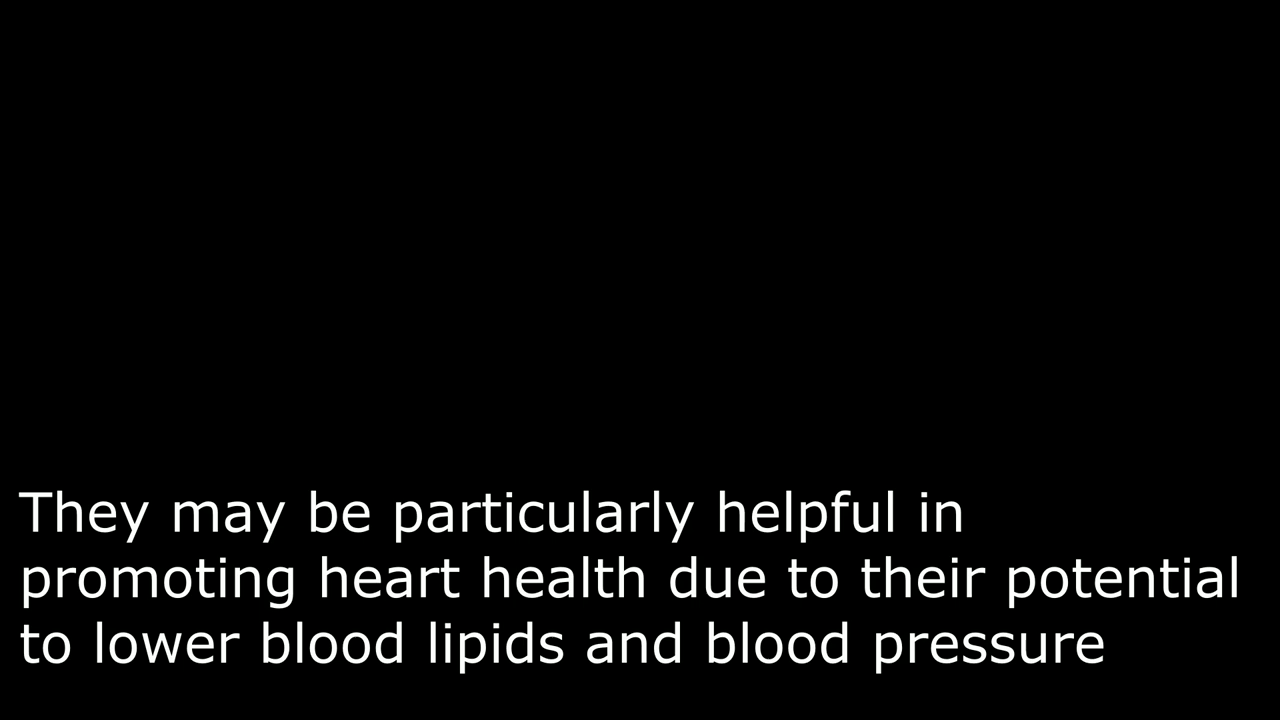 They may be particularly helpful in
promoting heart health due to their potential
to lower blood lipids and blood pressure